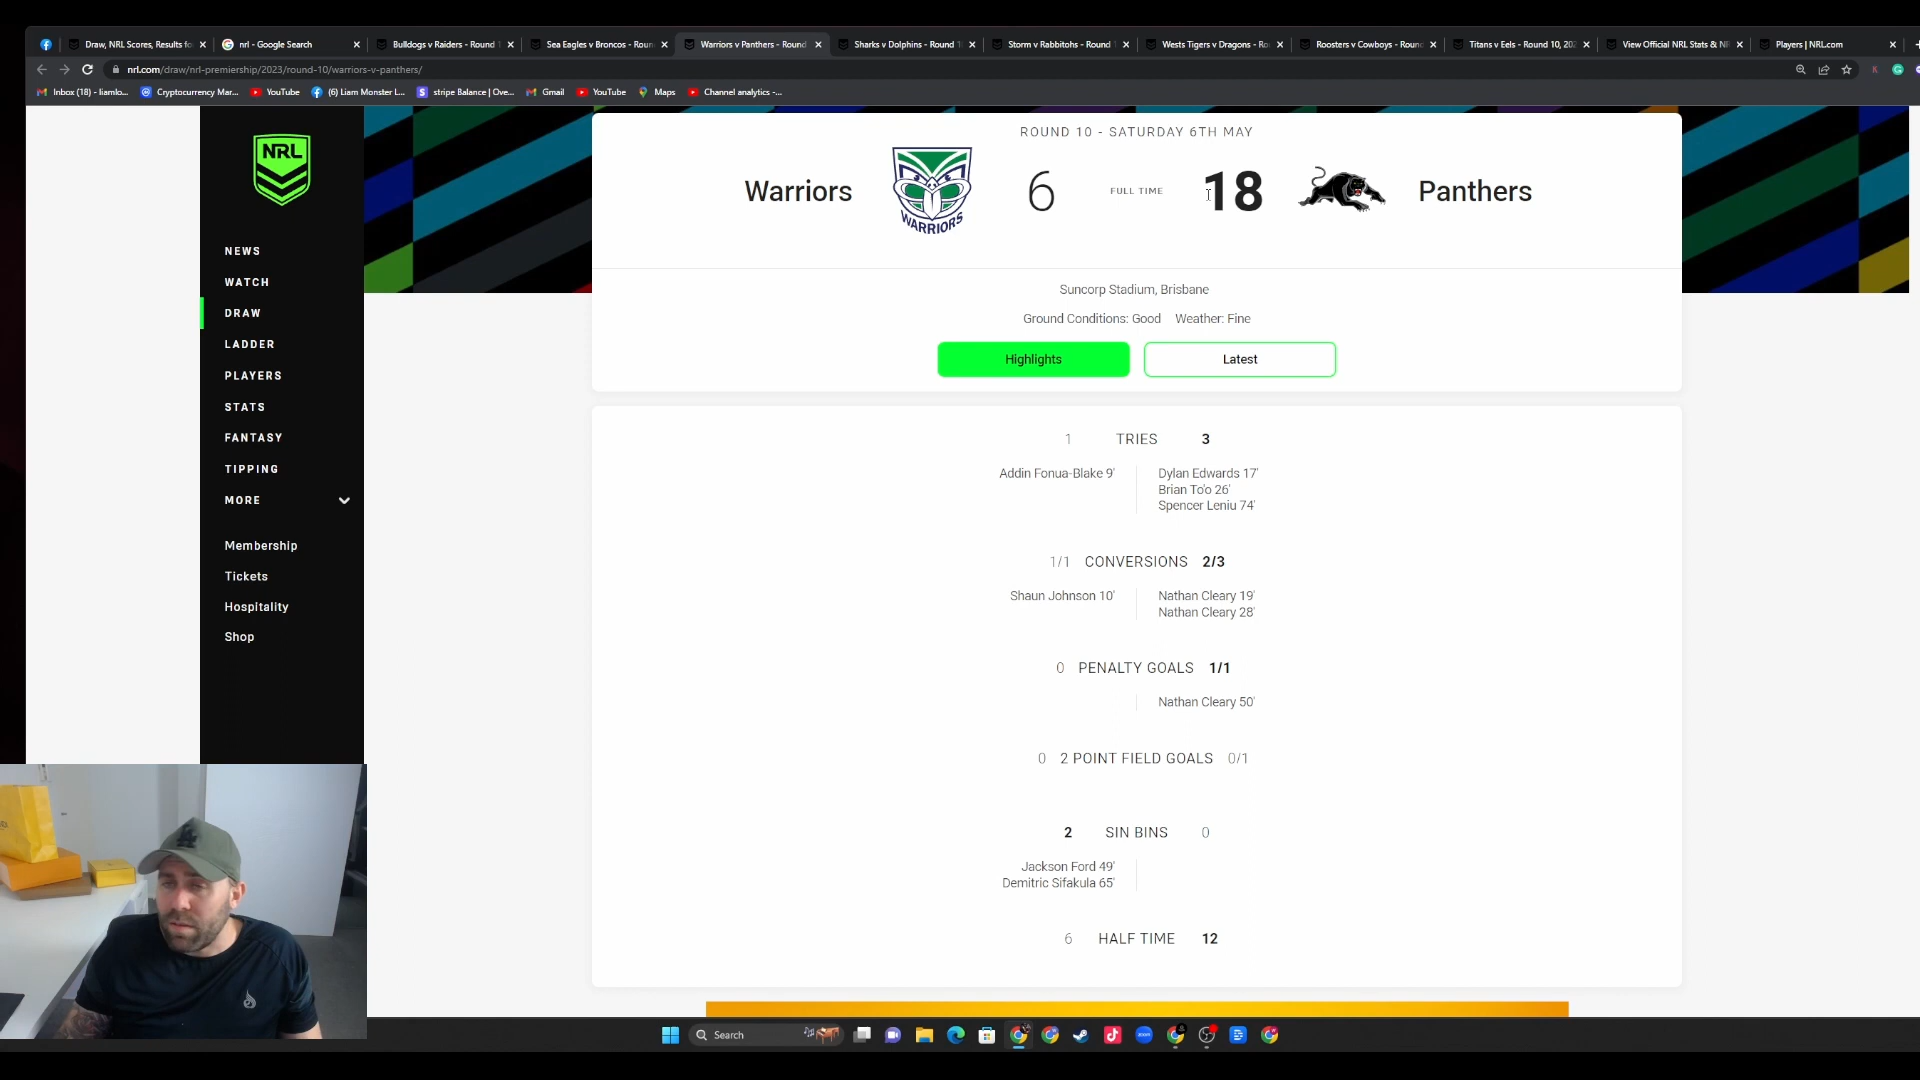 Draw, NRL Scores, Results fo
nrl - Google Search
Bulldogs v Raiders - Round 1
Sea Eagles v Broncos - Roun
Warriors v Panthers - Round
Sharks v Dolphins - Round 1
Storm v Rabbitohs - Round 1
Wests Tigers v Dragons - Ro
Roosters v Cowboys - Round
Titans v Eels - Round 10, 202
View Official NRL Stats & NR
Players | NRL.com
nrl.com/draw/nrl-premiership/2023/round-10/warriors-v-panthers/
Inbox (18) - liamlo...
Cryptocurrency Mar...
YouTube
(6) Liam Monster L...
stripe Balance | Ove...
Gmail
YouTube
Maps
Channel analytics -...
NRL
NEWS
WATCH
DRAW
LADDER
PLAYERS
STATS
FANTASY
TIPPING
MORE
Membership
Tickets
Hospitality
Shop
ROUND 10 - SATURDAY 6TH MAY
Warriors WARRIORS 6 FULL TIME 18 Panthers
Suncorp Stadium, Brisbane
Ground Conditions: Good Weather: Fine
Highlights Latest
1 TRIES 3
Addin Fonua-Blake 9' Dylan Edwards 17'
Brian To'o 26'
Spencer Leniu 74'
1/1 CONVERSIONS 2/3
Shaun Johnson 10' Nathan Cleary 19'
Nathan Cleary 28'
0 PENALTY GOALS 1/1
Nathan Cleary 50'
0 2 POINT FIELD GOALS 0/1
2 SIN BINS 0
Jackson Ford 49'
Demitric Sifakula 65'
6 HALF TIME 12
Search